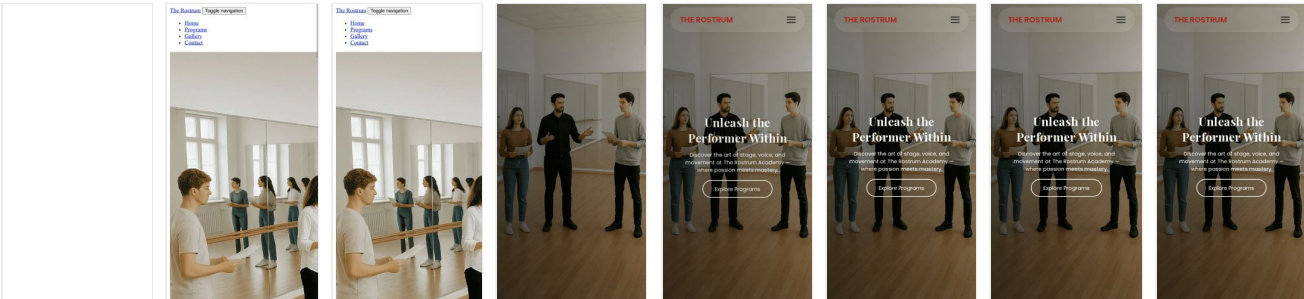 The Rostrum Toggle navigation
Home
Programs
Gallery
Contact
The Rostrum Toggle navigation
Home
Programs
Gallery
Contact
THE ROSTRUM
Unleash the
Performer Within
Discover the art of stage, voice, and
movement at The Rostrum Academy —
where passion meets mastery.
Explore Programs
THE ROSTRUM
Unleash the
Performer Within
Discover the art of stage, voice, and
movement at The Rostrum Academy —
where passion meets mastery.
Explore Programs
THE ROSTRUM
Unleash the
Performer Within
Discover the art of stage, voice, and
movement at The Rostrum Academy —
where passion meets mastery.
Explore Programs
THE ROSTRUM
Unleash the
Performer Within
Discover the art of stage, voice, and
movement at The Rostrum Academy —
where passion meets mastery.
Explore Programs